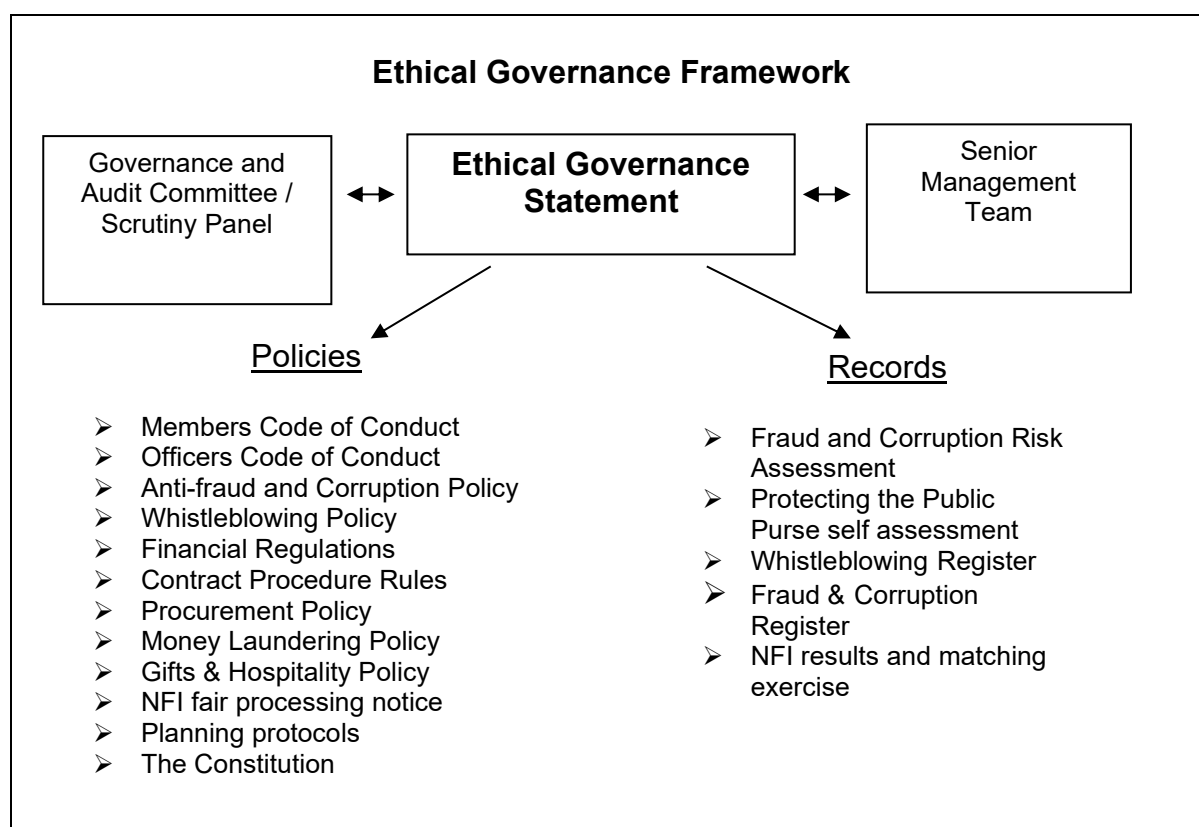 Ethical Governance Framework
Governance and
Audit Committee /
Scrutiny Panel
Ethical Governance
Statement
Senior
Management
Team
Policies
➢ Members Code of Conduct
➢ Officers Code of Conduct
➢ Anti-fraud and Corruption Policy
➢ Whistleblowing Policy
➢ Financial Regulations
➢ Contract Procedure Rules
➢ Procurement Policy
➢ Money Laundering Policy
➢ Gifts & Hospitality Policy
➢ NFI fair processing notice
➢ Planning protocols
➢ The Constitution
Records
➢ Fraud and Corruption Risk
Assessment
➢ Protecting the Public
Purse self assessment
➢ Whistleblowing Register
➢ Fraud & Corruption
Register
➢ NFI results and matching
exercise